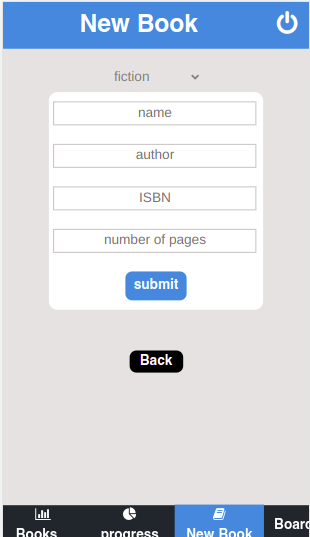 New Book
fiction
name
author
ISBN
number of pages
submit
Back
Books progress New Book Board